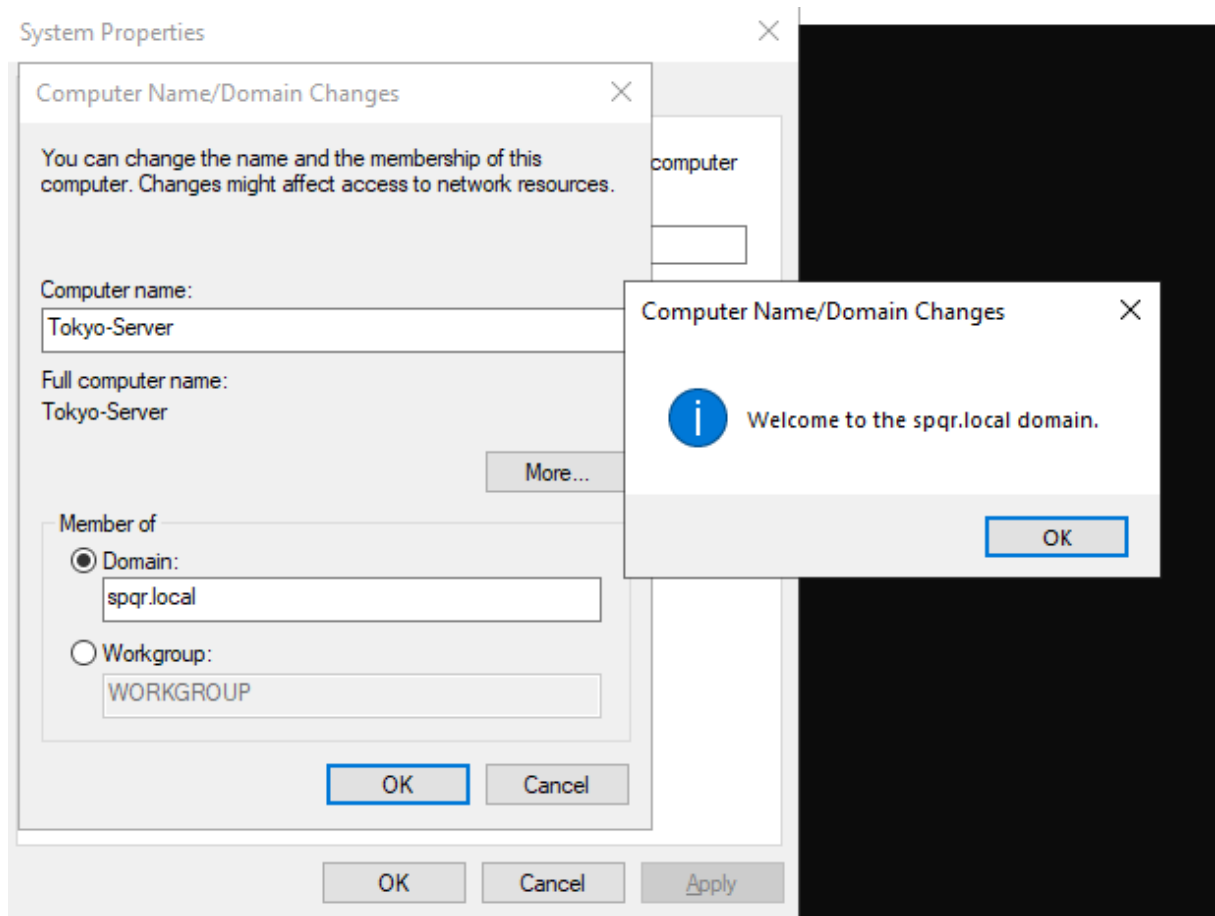 System Properties
Computer Name/Domain Changes
You can change the name and the membership of this
computer. Changes might affect access to network resources.
computer
Computer name:
Tokyo-Server
Full computer name:
Tokyo-Server
More...
Member of
Domain:
spqr.local
Workgroup:
WORKGROUP
OK
Cancel
OK
Cancel
Apply
Computer Name/Domain Changes
i
Welcome to the spqr.local domain.
OK